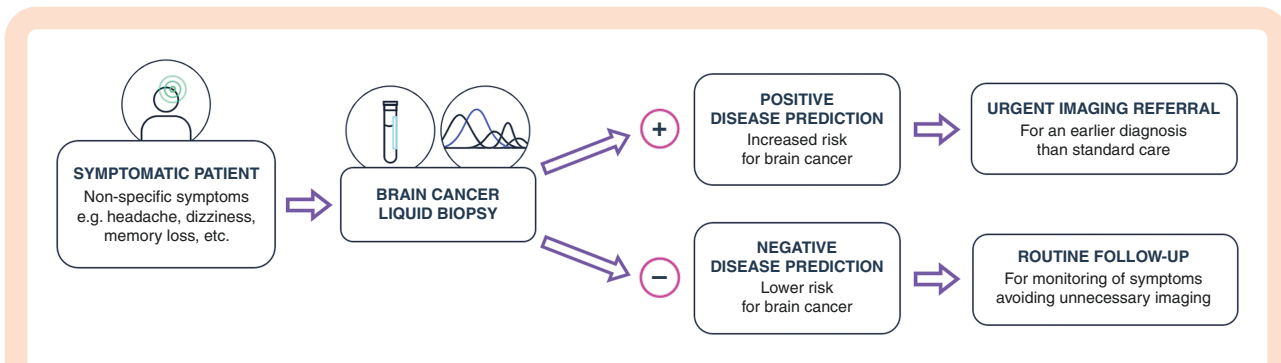 SYMPTOMATIC PATIENT
Non-specific symptoms
e.g. headache, dizziness,
memory loss, etc.
BRAIN CANCER
LIQUID BIOPSY
+
POSITIVE
DISEASE PREDICTION
Increased risk
for brain cancer
URGENT IMAGING REFERRAL
For an earlier diagnosis
than standard care
−
NEGATIVE
DISEASE PREDICTION
Lower risk
for brain cancer
ROUTINE FOLLOW-UP
For monitoring of symptoms
avoiding unnecessary imaging